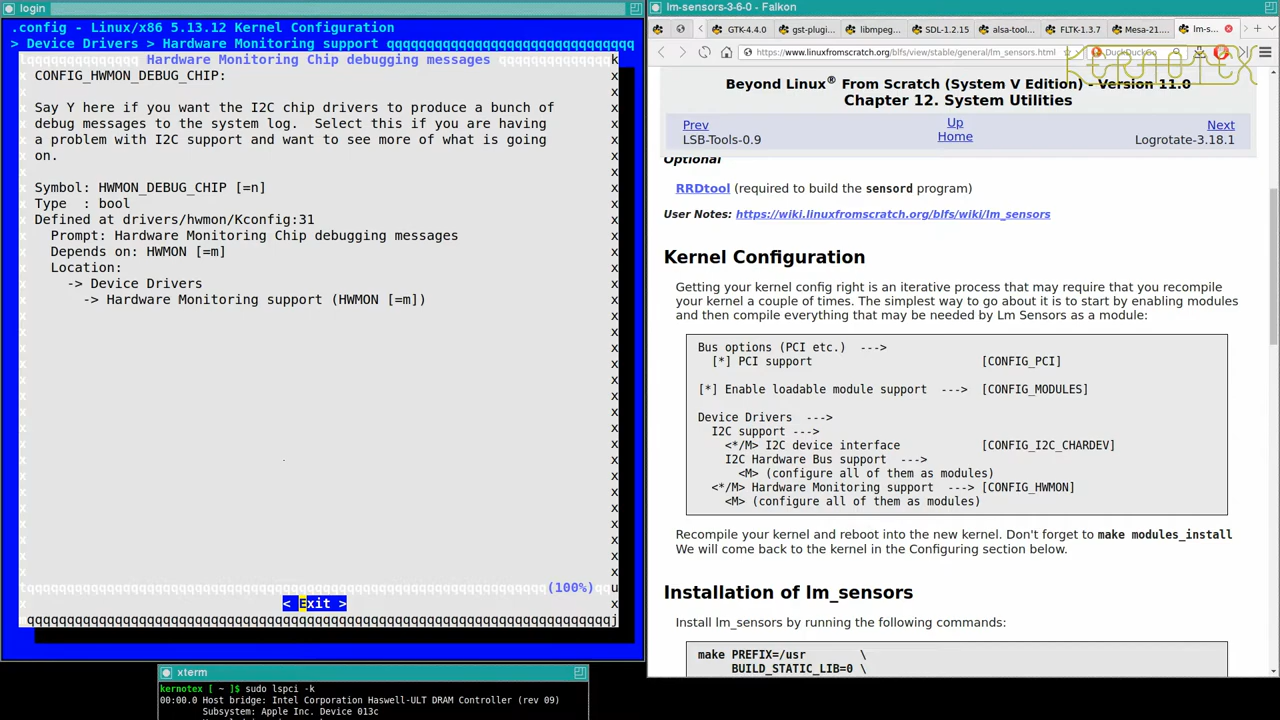 login
.config - Linux/x86 5.13.12 Kernel Configuration
> Device Drivers > Hardware Monitoring support qqqqqqqqqqqqqqqqqqqqqqqqqqqqqqq
Hardware Monitoring Chip debugging messages
CONFIG_HWMON_DEBUG_CHIP:
Say Y here if you want the I2C chip drivers to produce a bunch of
debug messages to the system log.  Select this if you are having
a problem with I2C support and want to see more of what is going
on.
Symbol: HWMON_DEBUG_CHIP [=n]
Type  : bool
Defined at drivers/hwmon/Kconfig:31
Prompt: Hardware Monitoring Chip debugging messages
Depends on: HWMON [=m]
Location:
-> Device Drivers
-> Hardware Monitoring support (HWMON [=m])
(100%)
< Exit >
xterm
kernotex [ ~ ]$ sudo lspci -k
00:00.0 Host bridge: Intel Corporation Haswell-ULT DRAM Controller (rev 09)
Subsystem: Apple Inc. Device 013c
lm-sensors-3-6-0 - Falkon
GTK-4.4.0 gst-plugin... libmpeg... SDL-1.2.15 alsa-tool... FLTK-1.3.7 Mesa-21.... lm-s...
https://www.linuxfromscratch.org/blfs/view/stable/general/lm_sensors.html DuckDuckGo
KERNOTEX
Beyond Linux® From Scratch (System V Edition) - Version 11.0
Chapter 12. System Utilities
Prev Up Next
LSB-Tools-0.9 Home Logrotate-3.18.1
Optional
RRDtool (required to build the sensord program)
User Notes: https://wiki.linuxfromscratch.org/blfs/wiki/lm_sensors
Kernel Configuration
Getting your kernel config right is an iterative process that may require that you recompile
your kernel a couple of times. The simplest way to go about it is to start by enabling modules
and then compile everything that may be needed by Lm Sensors as a module:
Bus options (PCI etc.)  --->
[*] PCI support [CONFIG_PCI]
[*] Enable loadable module support  ---> [CONFIG_MODULES]
Device Drivers  --->
I2C support --->
<*/M> I2C device interface [CONFIG_I2C_CHARDEV]
I2C Hardware Bus support  --->
<M> (configure all of them as modules)
<*/M> Hardware Monitoring support  ---> [CONFIG_HWMON]
<M> (configure all of them as modules)
Recompile your kernel and reboot into the new kernel. Don't forget to make modules_install
We will come back to the kernel in the Configuring section below.
Installation of lm_sensors
Install lm_sensors by running the following commands:
make PREFIX=/usr \
BUILD_STATIC_LIB=0 \